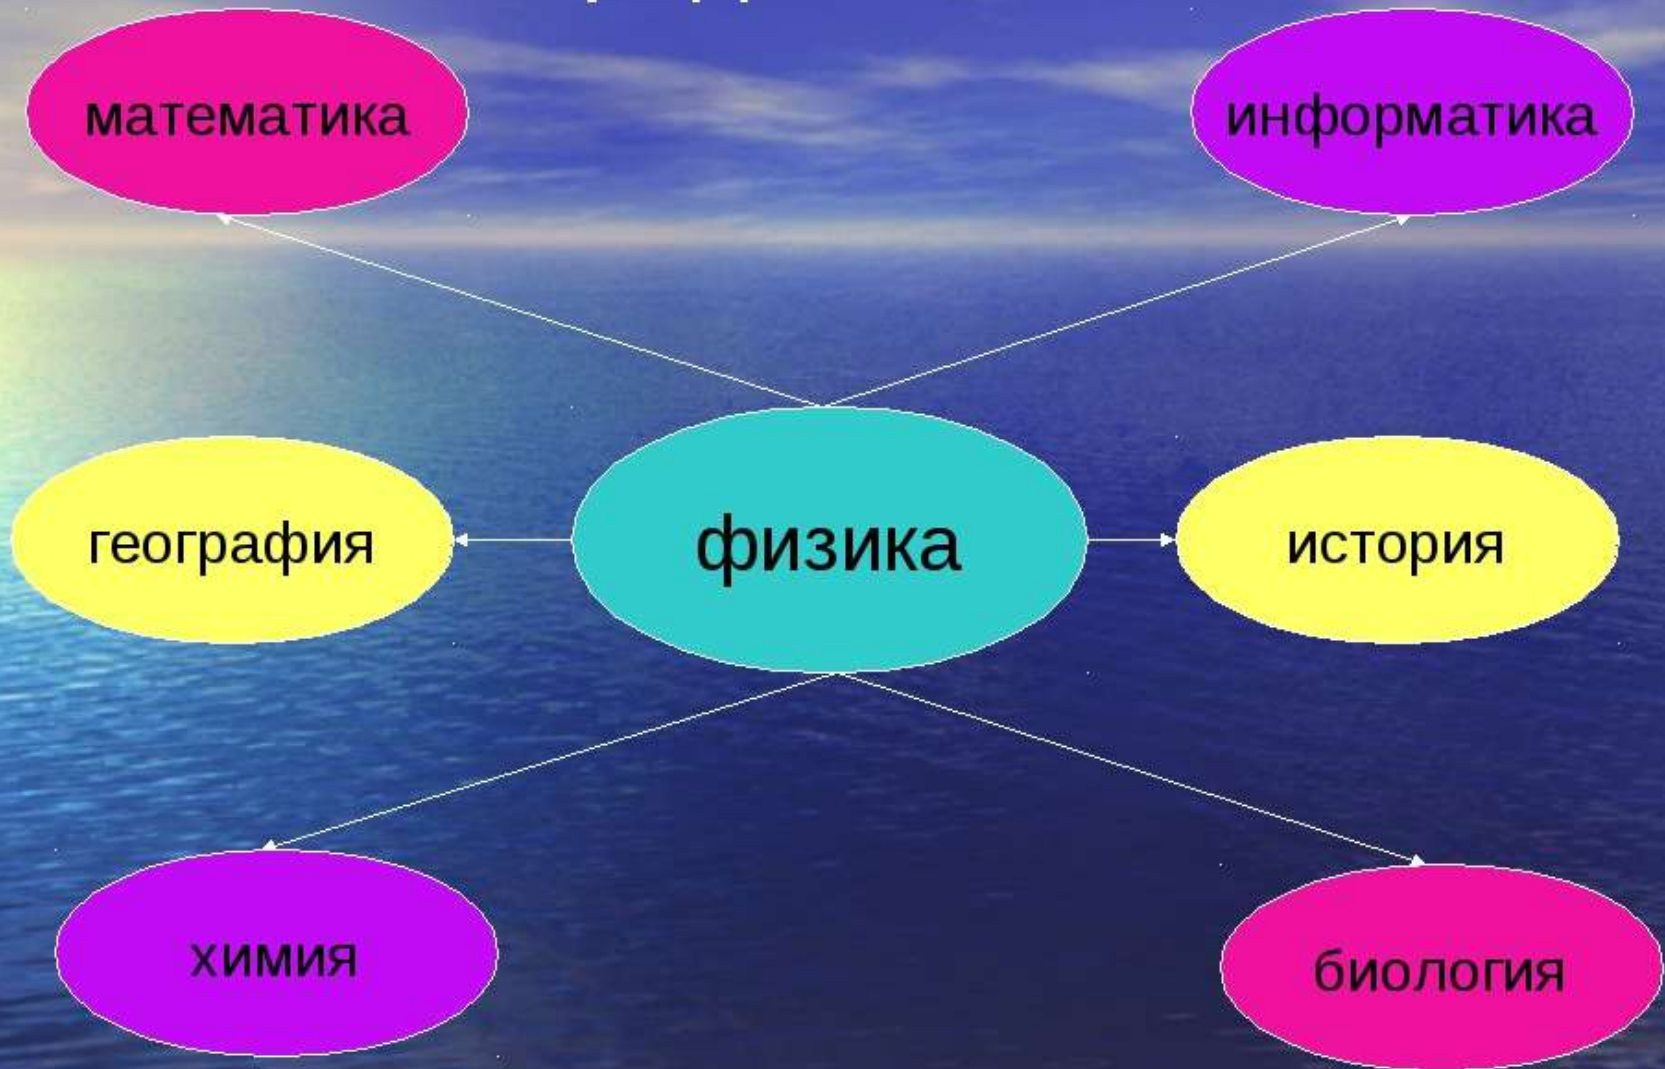 математика
информатика
география
физика
история
химия
биология